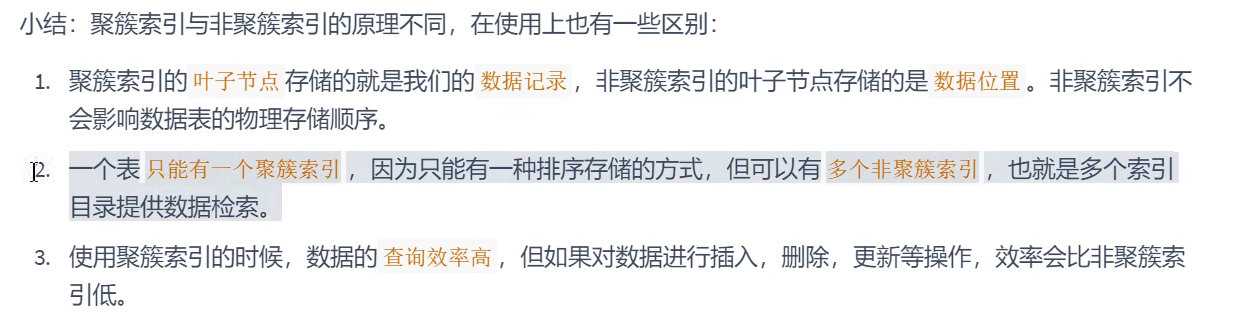 小结：聚簇索引与非聚簇索引的原理不同，在使用上也有一些区别：
1. 聚簇索引的 叶子节点 存储的就是我们的 数据记录 ，非聚簇索引的叶子节点存储的是 数据位置 。非聚簇索引不
会影响数据表的物理存储顺序。
2. 一个表 只能有一个聚簇索引 ，因为只能有一种排序存储的方式，但可以有 多个非聚簇索引 ，也就是多个索引
目录提供数据检索。
3. 使用聚簇索引的时候，数据的 查询效率高 ，但如果对数据进行插入，删除，更新等操作，效率会比非聚簇索
引低。